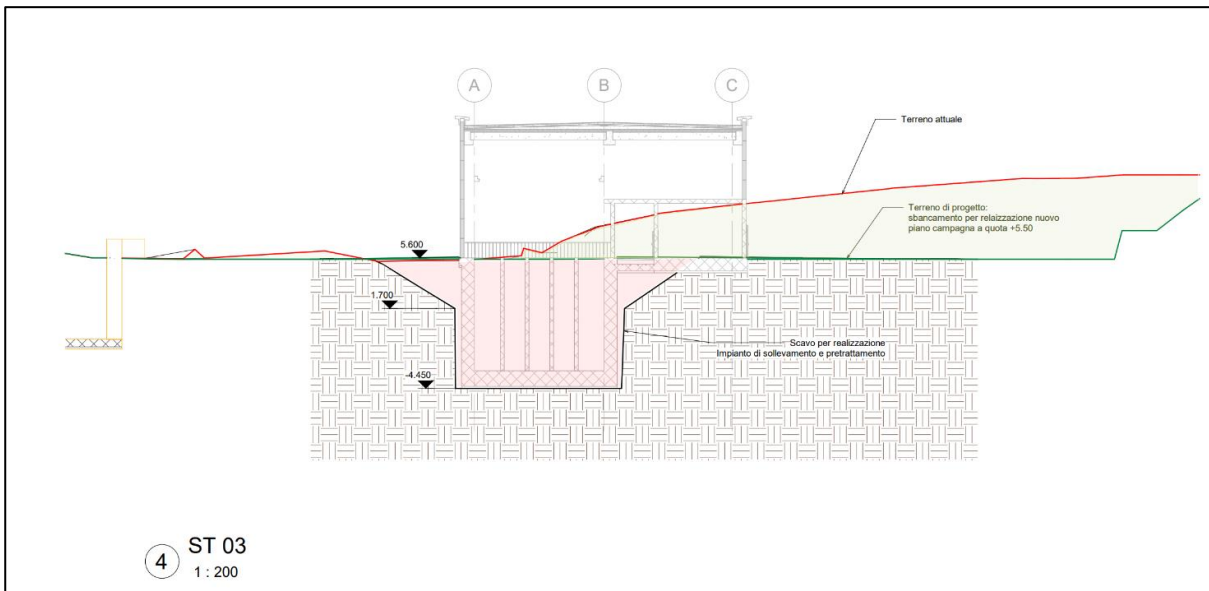 A
B
C
Terreno attuale
Terreno di progetto:
sbancamento per relaizzazione nuovo
piano campagna a quota +5.50
5.600
1.700
Scavo per realizzazione
Impianto di sollevamento e pretrattamento
-4.450
4
ST 03
1 : 200